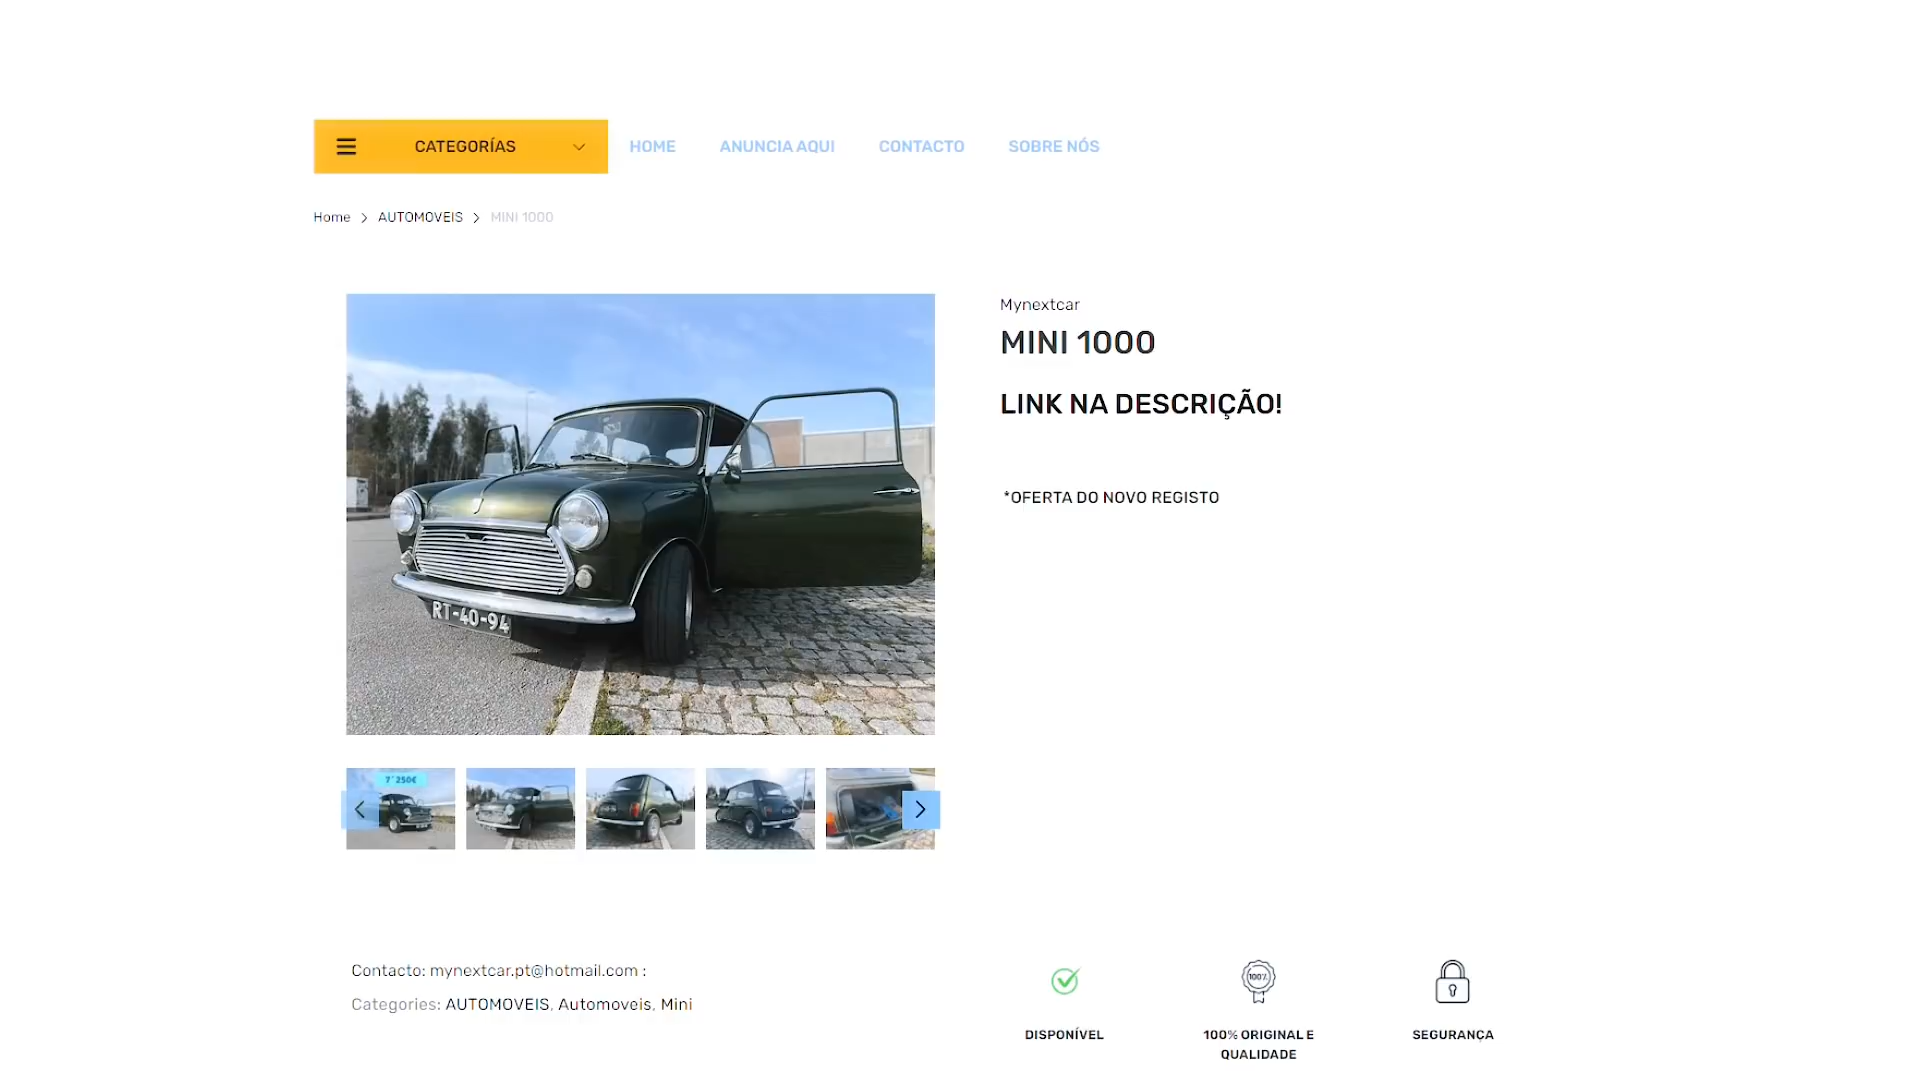 CATEGORÍAS
HOME
ANUNCIA AQUI
CONTACTO
SOBRE NÓS
Home > AUTOMOVEIS > MINI 1000
Mynextcar
MINI 1000
LINK NA DESCRIÇÃO!
*OFERTA DO NOVO REGISTO
RT-40-94
7´250€
Contacto: mynextcar.pt@hotmail.com :
Categories: AUTOMOVEIS, Automoveis, Mini
DISPONÍVEL
100%
100% ORIGINAL E
QUALIDADE
SEGURANÇA